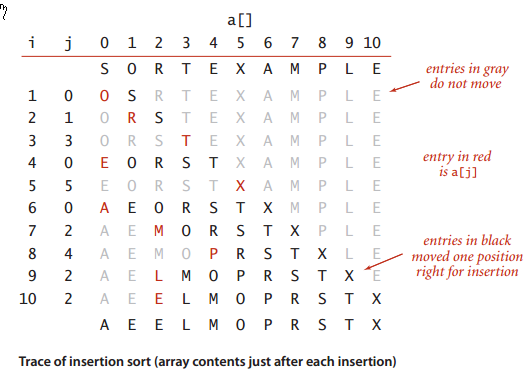 a[]
i j 0 1 2 3 4 5 6 7 8 9 10
S O R T E X A M P L E
1 0 O S R T E X A M P L E
2 1 O R S T E X A M P L E
3 3 O R S T E X A M P L E
4 0 E O R S T X A M P L E
5 5 E O R S T X A M P L E
6 0 A E O R S T X M P L E
7 2 A E M O R S T X P L E
8 4 A E M O P R S T X L E
9 2 A E L M O P R S T X E
10 2 A E E L M O P R S T X
A E E L M O P R S T X
entries in gray
do not move
entry in red
is a[j]
entries in black
moved one position
right for insertion
Trace of insertion sort (array contents just after each insertion)